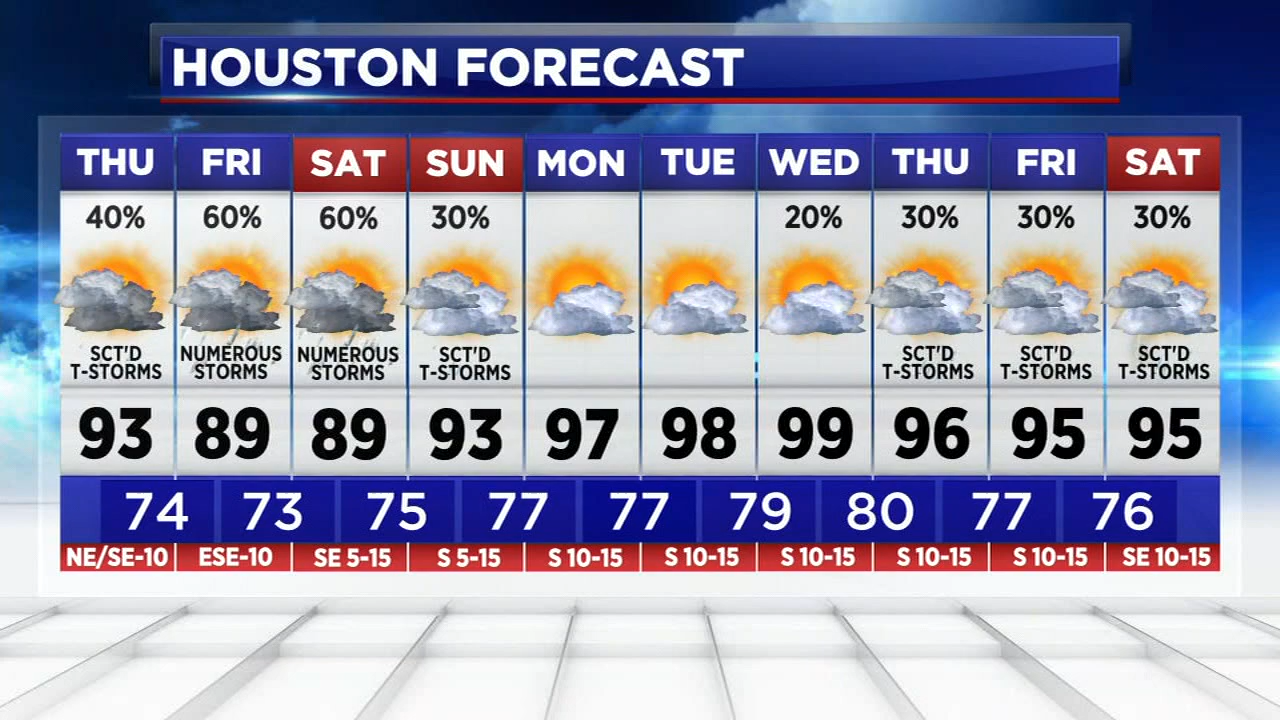 HOUSTON FORECAST
THU FRI SAT SUN MON TUE WED THU FRI SAT
40% 60% 60% 30% 20% 30% 30% 30%
SCT'D NUMEROUS NUMEROUS SCT'D SCT'D SCT'D SCT'D
T-STORMS STORMS STORMS T-STORMS T-STORMS T-STORMS T-STORMS
93 89 89 93 97 98 99 96 95 95
74 73 75 77 77 79 80 77 76
NE/SE-10 ESE-10 SE 5-15 S 5-15 S 10-15 S 10-15 S 10-15 S 10-15 S 10-15 SE 10-15